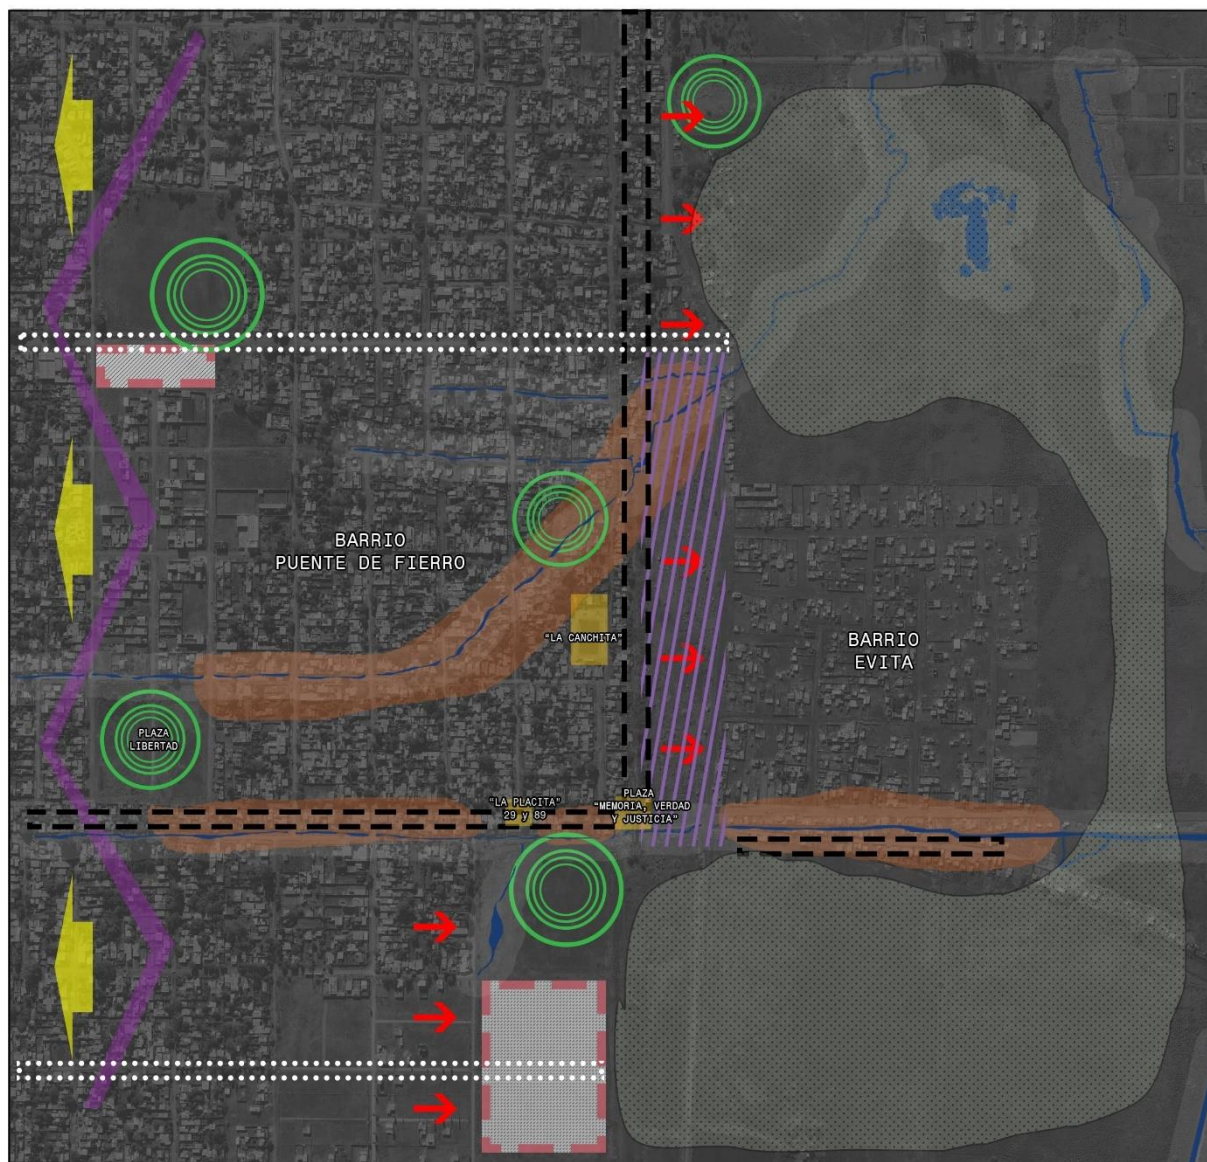 BARRIO
PUENTE DE FIERRO
"LA CANCHITA"
BARRIO
EVITA
PLAZA
LIBERTAD
"LA PLACITA"
29 y 89
PLAZA
"MEMORIA, VERDAD
Y JUSTICIA"